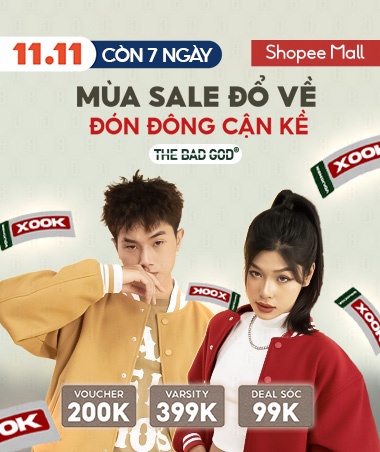 11.11 CÒN 7 NGÀY Shopee Mall
MÙA SALE ĐỔ VỀ
ĐÓN ĐÔNG CẬN KỀ
THE BAD GOD®
XOOK
XOOK
XOOK
XOOK
XOOK
VOUCHER
200K
VARSITY
399K
DEAL SỐC
99K